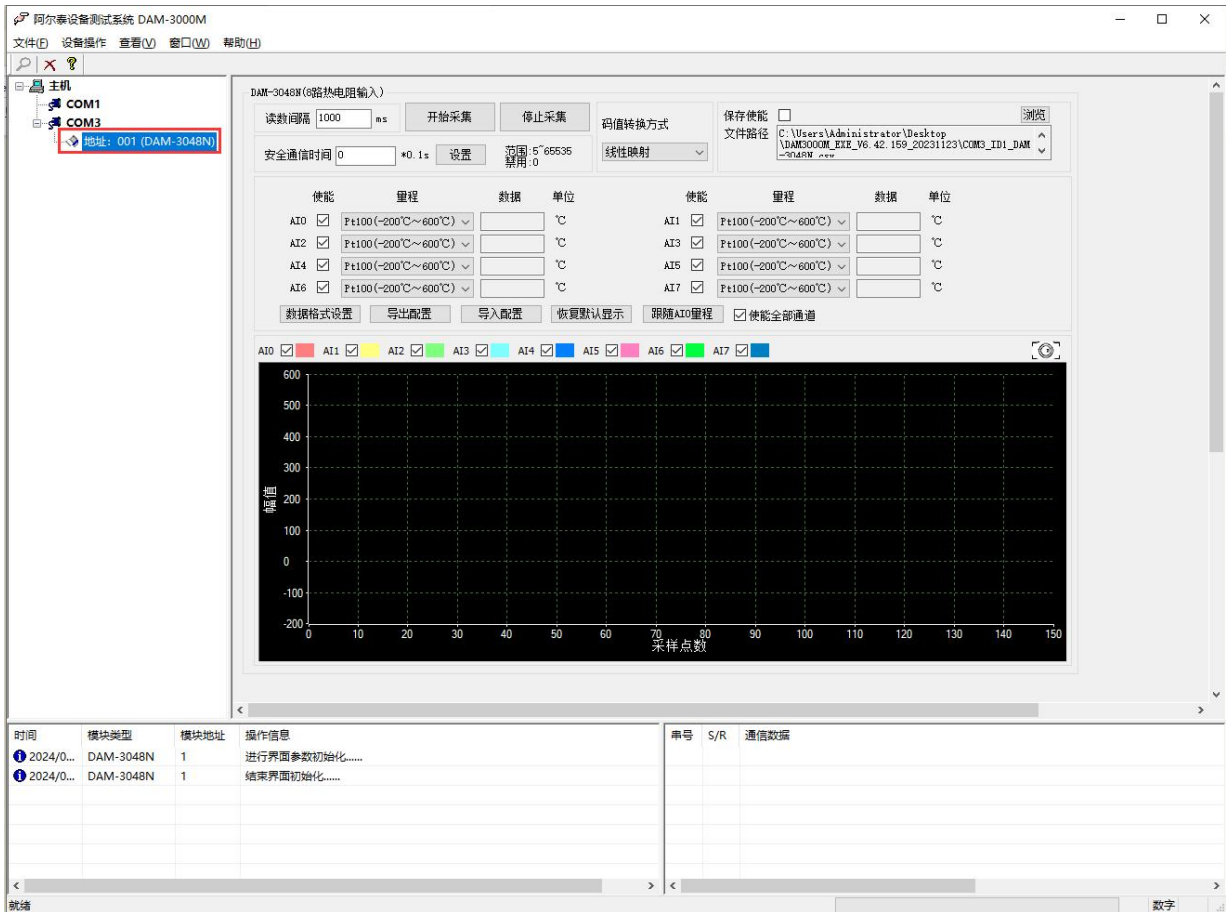 阿尔泰设备测试系统 DAM-3000M
文件(F) 设备操作 查看(V) 窗口(W) 帮助(H)
主机
COM1
COM3
地址：001 (DAM-3048N)
DAM-3048N(8路热电阻输入)
读数间隔 1000 ms 开始采集 停止采集
安全通信时间 0 *0.1s 设置 范围:5~65535
禁用:0
码值转换方式
线性映射
保存使能 浏览
文件路径 C:\Users\Administrator\Desktop
\DAM3000M_EXE_V6.42.159_20231123\COM3_ID1_DAM
-3048N.csv
使能 量程 数据 单位 使能 量程 数据 单位
AI0 Pt100(-200℃～600℃) ℃ AI1 Pt100(-200℃～600℃) ℃
AI2 Pt100(-200℃～600℃) ℃ AI3 Pt100(-200℃～600℃) ℃
AI4 Pt100(-200℃～600℃) ℃ AI5 Pt100(-200℃～600℃) ℃
AI6 Pt100(-200℃～600℃) ℃ AI7 Pt100(-200℃～600℃) ℃
数据格式设置 导出配置 导入配置 恢复默认显示 跟随AI0量程 使能全部通道
AI0 AI1 AI2 AI3 AI4 AI5 AI6 AI7
600
500
400
300
200
100
0
-100
-200
幅值
0 10 20 30 40 50 60 70 80 90 100 110 120 130 140 150
采样点数
时间 模块类型 模块地址 操作信息
2024/0... DAM-3048N 1 进行界面参数初始化......
2024/0... DAM-3048N 1 结束界面初始化......
串号 S/R 通信数据
就绪 数字